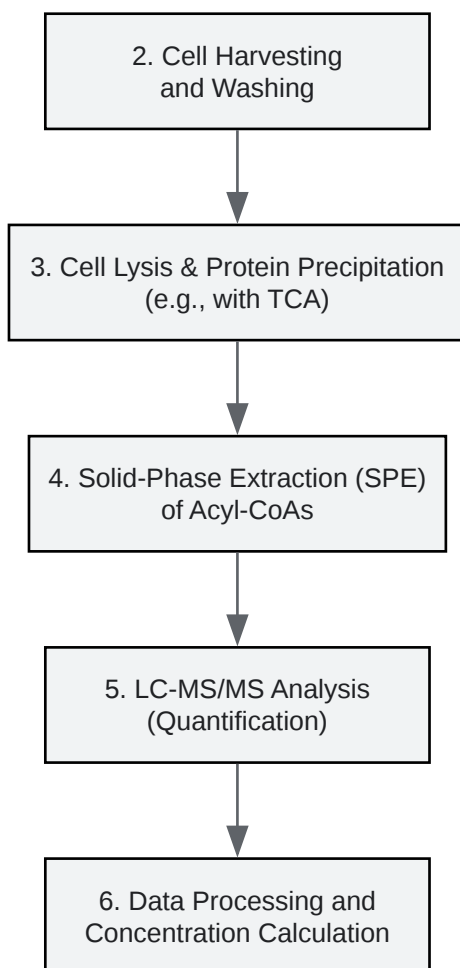 2. Cell Harvesting
and Washing
3. Cell Lysis & Protein Precipitation
(e.g., with TCA)
4. Solid-Phase Extraction (SPE)
of Acyl-CoAs
5. LC-MS/MS Analysis
(Quantification)
6. Data Processing and
Concentration Calculation